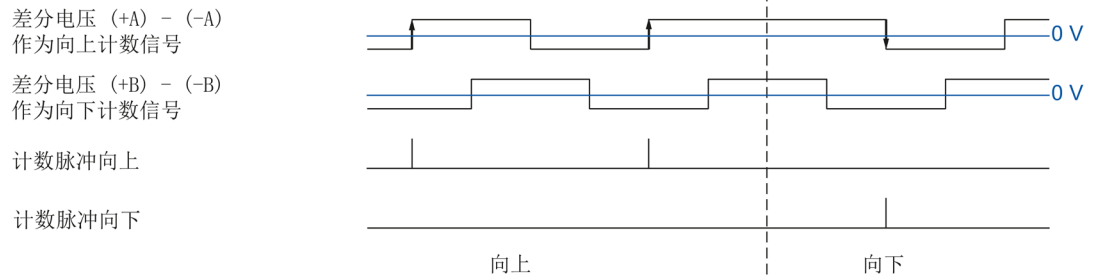 差分电压 (+A) - (-A)
作为向上计数信号
0 V
差分电压 (+B) - (-B)
作为向下计数信号
0 V
计数脉冲向上
计数脉冲向下
向上
向下